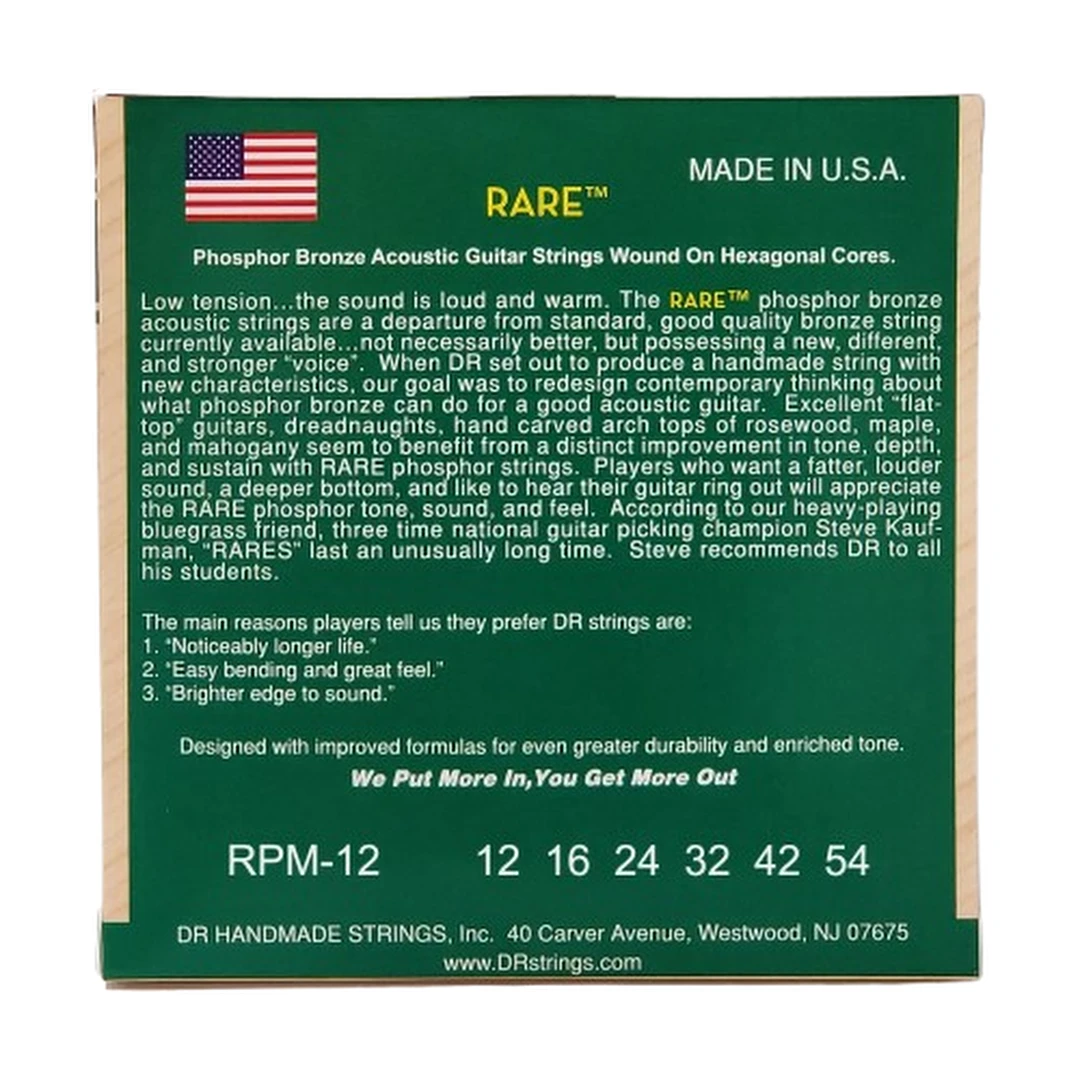 MADE IN U.S.A.
RARE™
Phosphor Bronze Acoustic Guitar Strings Wound On Hexagonal Cores.
Low tension...the sound is loud and warm. The RARE™ phosphor bronze
acoustic strings are a departure from standard, good quality bronze string
currently available...not necessarily better, but possessing a new, different,
and stronger “voice”. When DR set out to produce a handmade string with
new characteristics, our goal was to redesign contemporary thinking about
what phosphor bronze can do for a good acoustic guitar. Excellent “flat-
top” guitars, dreadnaughts, hand carved arch tops of rosewood, maple,
and mahogany seem to benefit from a distinct improvement in tone, depth,
and sustain with RARE phosphor strings. Players who want a fatter, louder
sound, a deeper bottom, and like to hear their guitar ring out will appreciate
the RARE phosphor tone, sound, and feel. According to our heavy-playing
bluegrass friend, three time national guitar picking champion Steve Kauf-
man, “RARES” last an unusually long time. Steve recommends DR to all
his students.
The main reasons players tell us they prefer DR strings are:
1. “Noticeably longer life.”
2. “Easy bending and great feel.”
3. “Brighter edge to sound.”
Designed with improved formulas for even greater durability and enriched tone.
We Put More In,You Get More Out
RPM-12 12 16 24 32 42 54
DR HANDMADE STRINGS, Inc. 40 Carver Avenue, Westwood, NJ 07675
www.DRstrings.com